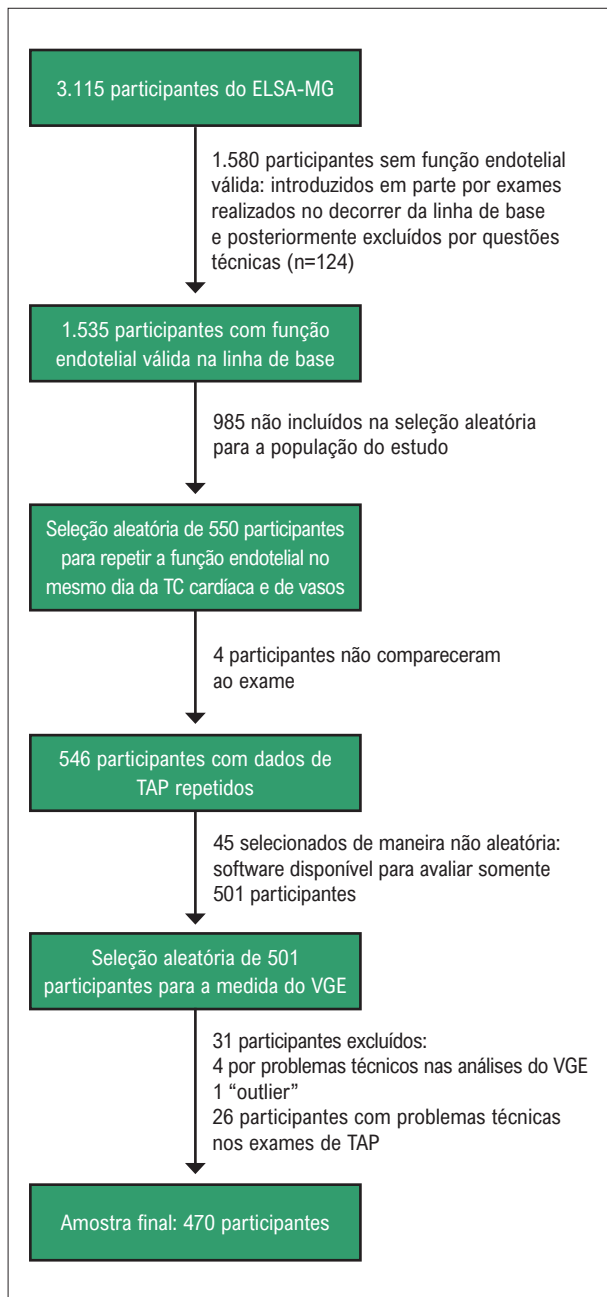 3.115 participantes do ELSA-MG
1.580 participantes sem função endotelial
válida: introduzidos em parte por exames
realizados no decorrer da linha de base
e posteriormente excluídos por questões
técnicas (n=124)
1.535 participantes com função
endotelial válida na linha de base
985 não incluídos na seleção aleatória
para a população do estudo
Seleção aleatória de 550 participantes
para repetir a função endotelial no
mesmo dia da TC cardíaca e de vasos
4 participantes não compareceram
ao exame
546 participantes com dados de
TAP repetidos
45 selecionados de maneira não aleatória:
software disponível para avaliar somente
501 participantes
Seleção aleatória de 501
participantes para a medida do VGE
31 participantes excluídos:
4 por problemas técnicos nas análises do VGE
1 “outlier”
26 participantes com problemas técnicas
nos exames de TAP
Amostra final: 470 participantes